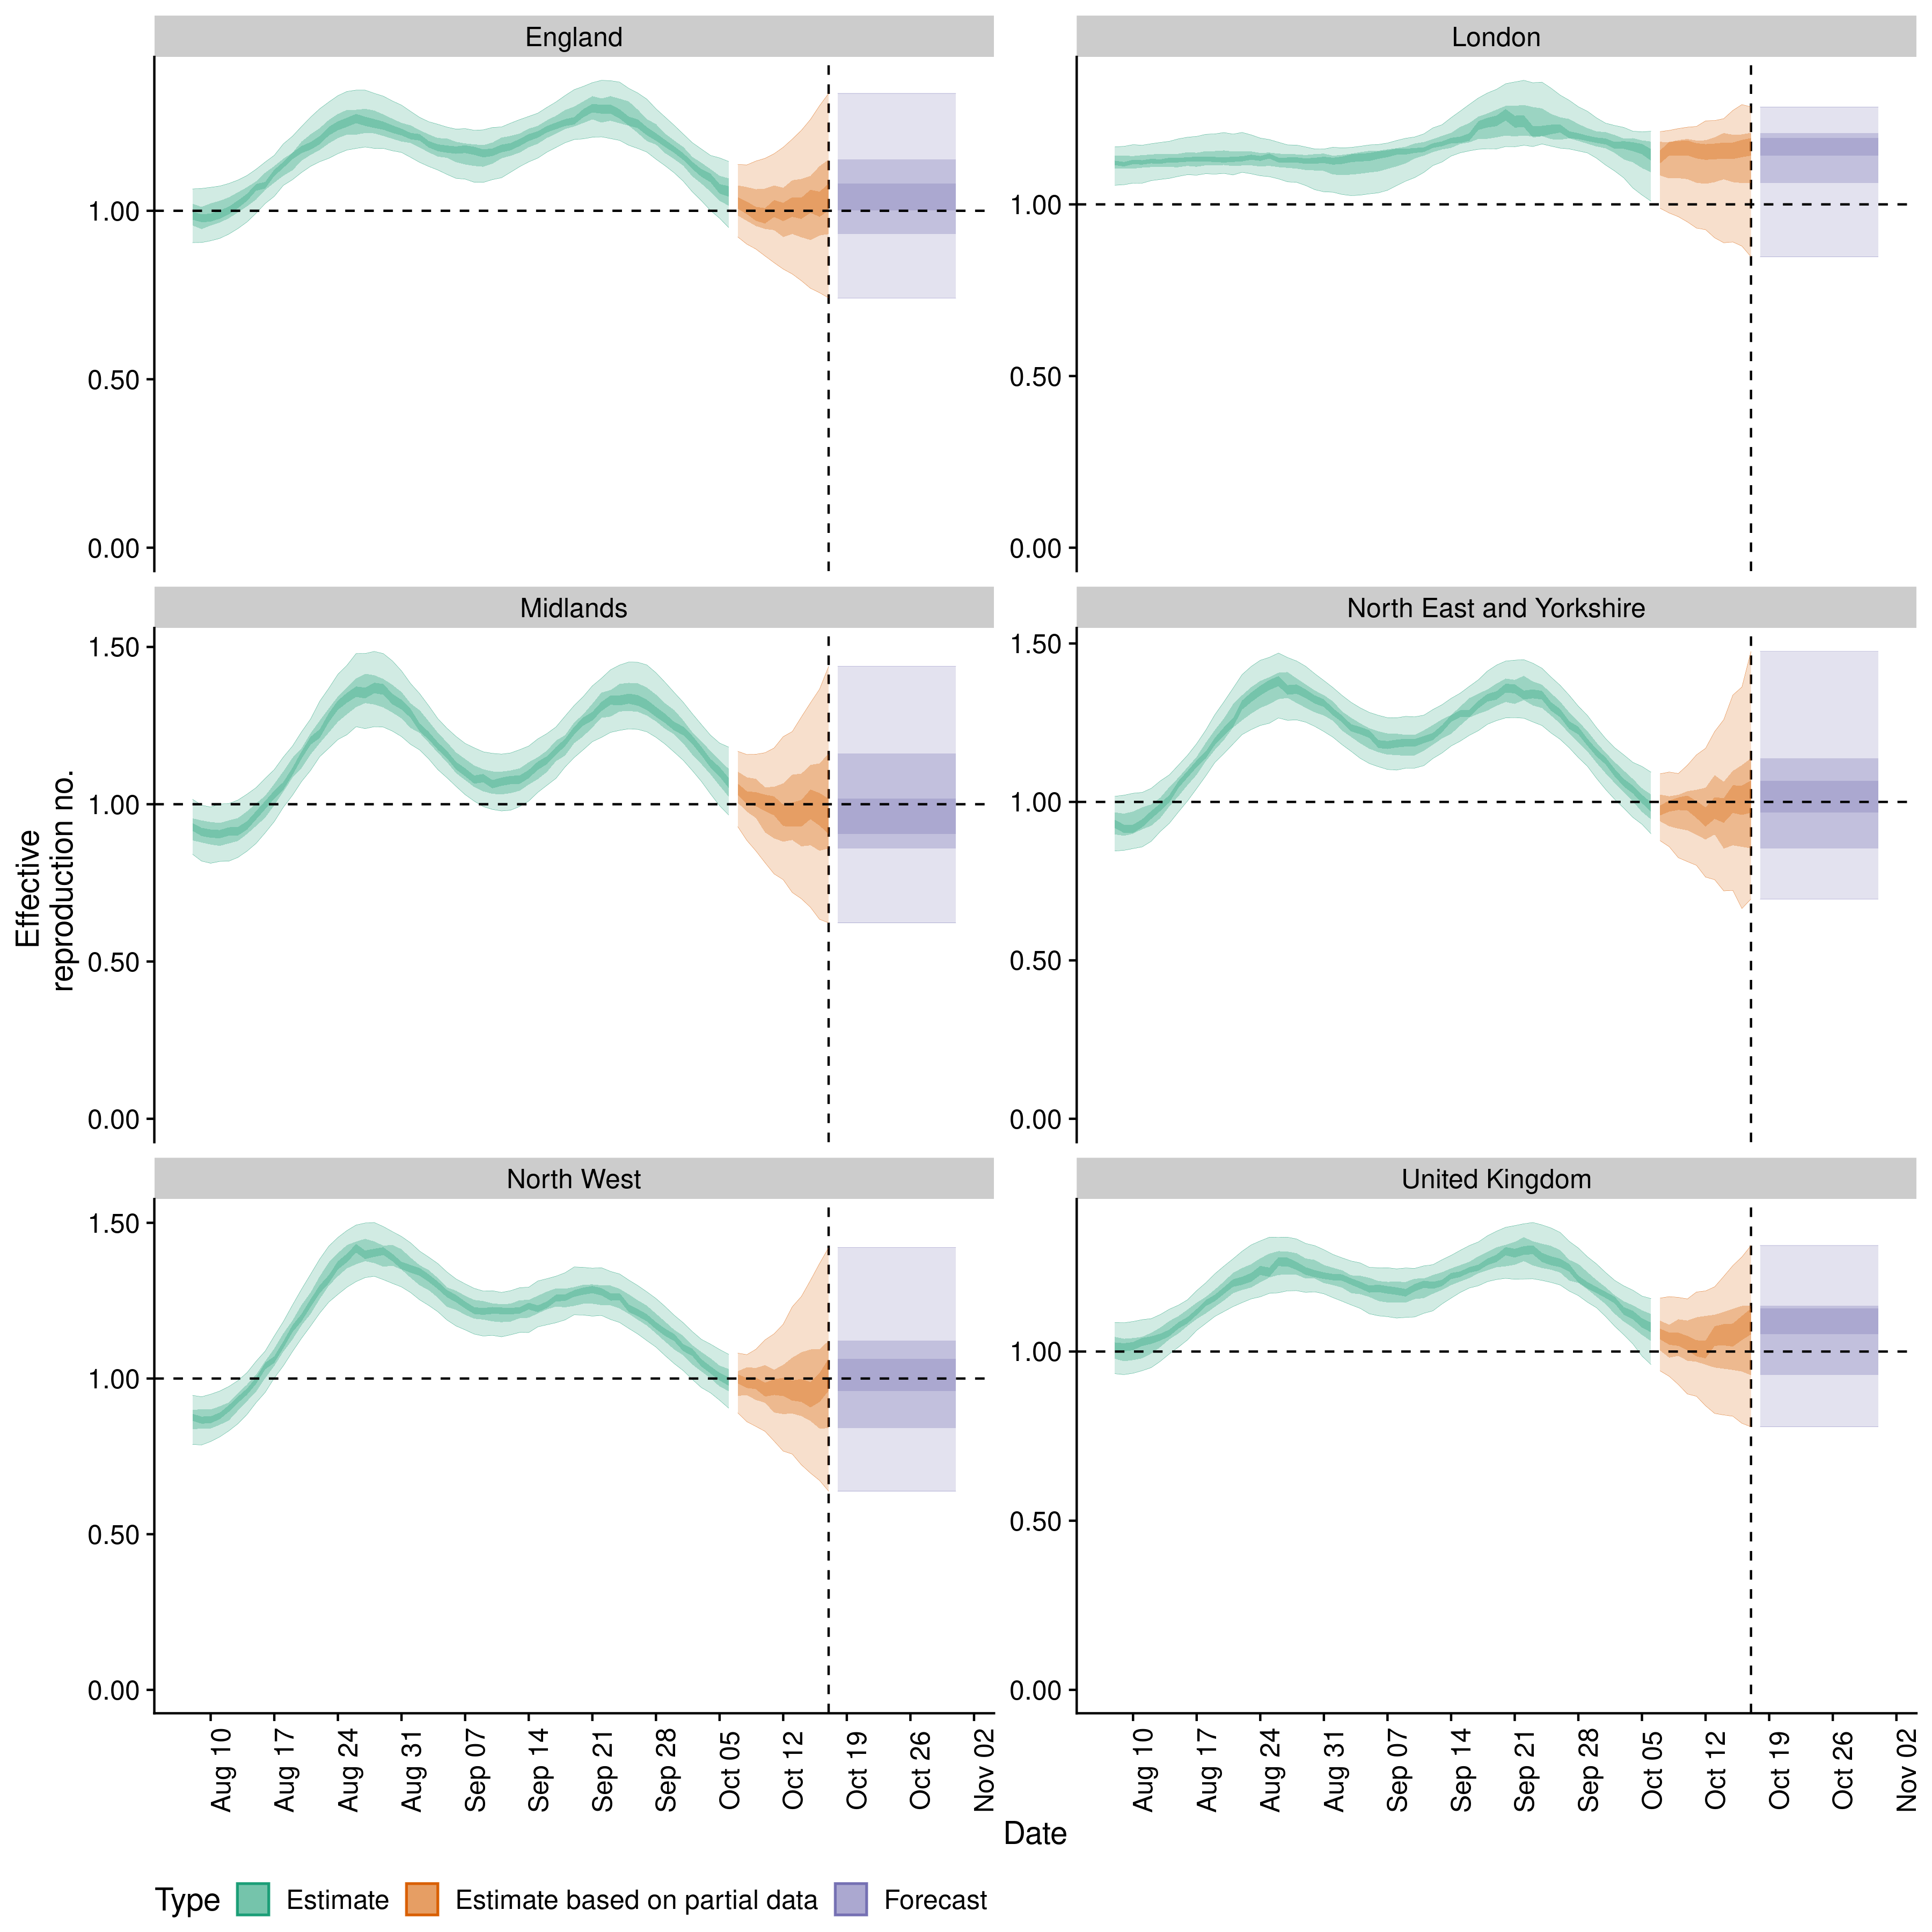 England
London
1.00
0.50
0.00
1.00
0.50
0.00
Midlands
North East and Yorkshire
1.50
1.00
0.50
0.00
1.50
1.00
0.50
0.00
Effective
reproduction no.
North West
United Kingdom
1.50
1.00
0.50
0.00
1.00
0.50
0.00
Aug 10
Aug 17
Aug 24
Aug 31
Sep 07
Sep 14
Sep 21
Sep 28
Oct 05
Oct 12
Oct 19
Oct 26
Nov 02
Aug 10
Aug 17
Aug 24
Aug 31
Sep 07
Sep 14
Sep 21
Sep 28
Oct 05
Oct 12
Oct 19
Oct 26
Nov 02
Date
Type Estimate Estimate based on partial data Forecast